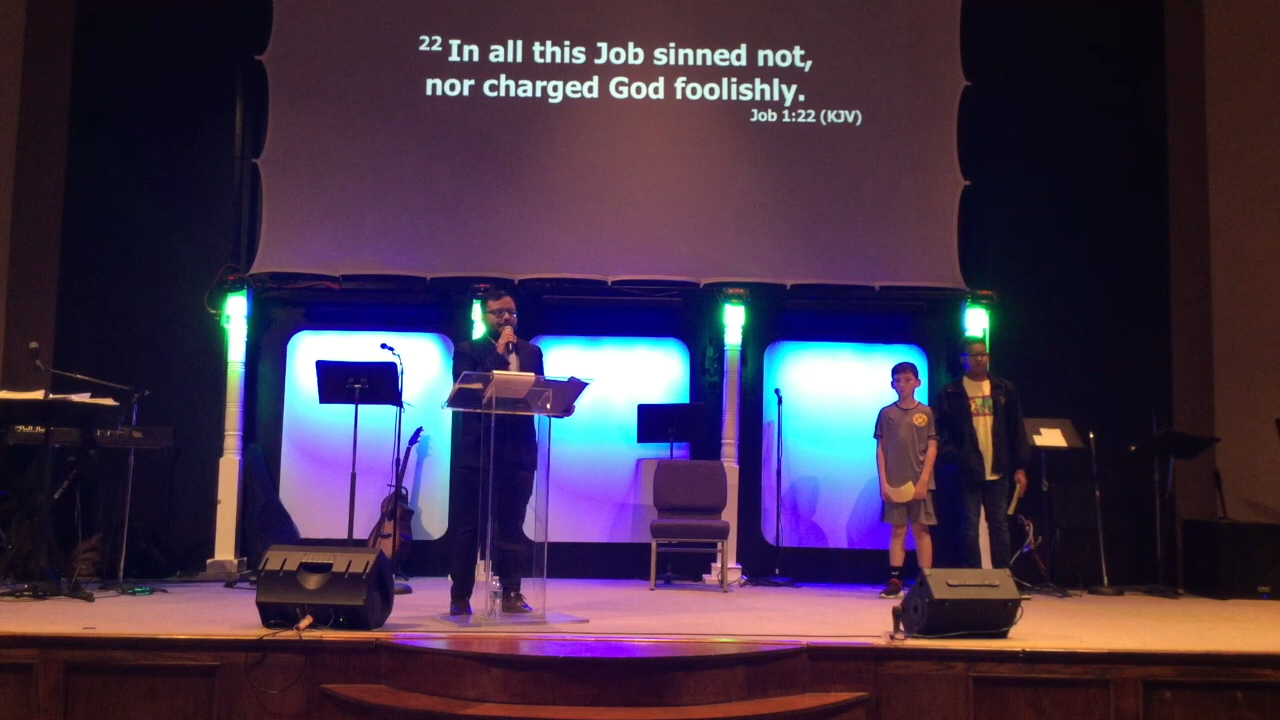 22 In all this Job sinned not,
nor charged God foolishly.
Job 1:22 (KJV)